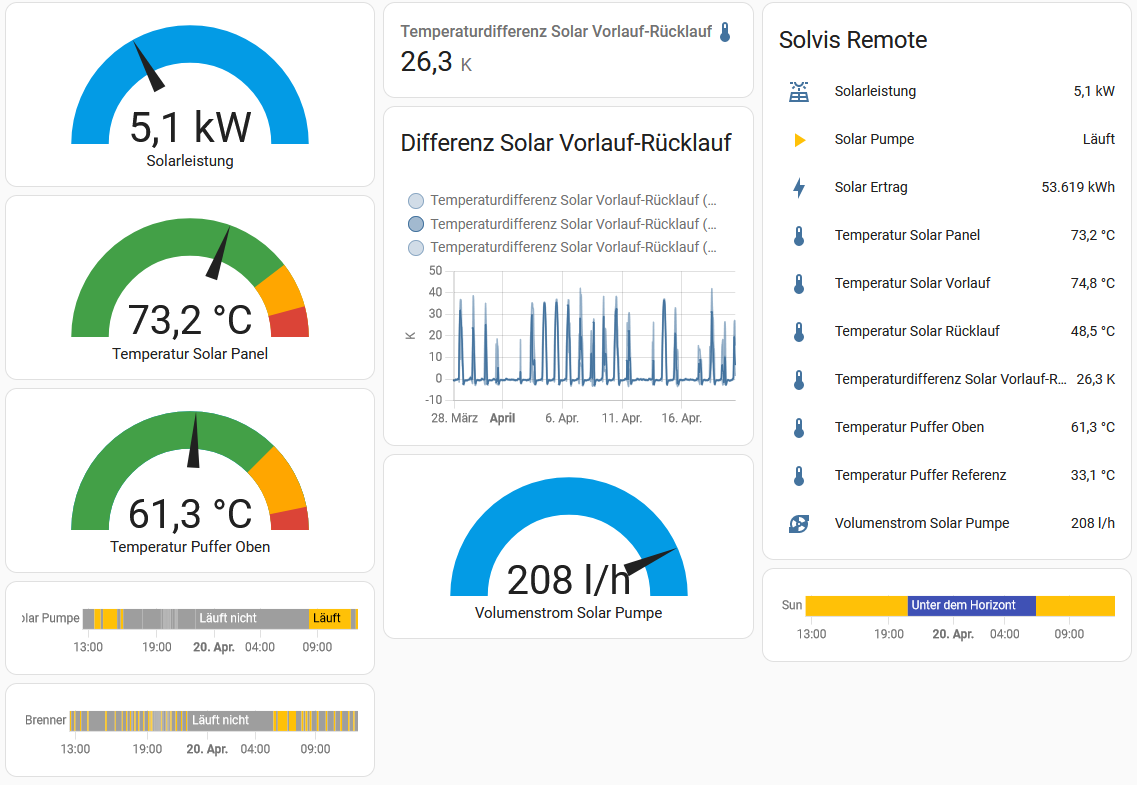 5,1 kW
Solarleistung
73,2 °C
Temperatur Solar Panel
61,3 °C
Temperatur Puffer Oben
olar Pumpe
Läuft nicht
Läuft
13:00 19:00 20. Apr. 04:00 09:00
Brenner
Läuft nicht
13:00 19:00 20. Apr. 04:00 09:00
Temperaturdifferenz Solar Vorlauf-Rücklauf
26,3 K
Differenz Solar Vorlauf-Rücklauf
Temperaturdifferenz Solar Vorlauf-Rücklauf (...
Temperaturdifferenz Solar Vorlauf-Rücklauf (...
Temperaturdifferenz Solar Vorlauf-Rücklauf (...
50
40
30
20
10
0
-10
K
28. März April 6. Apr. 11. Apr. 16. Apr.
208 l/h
Volumenstrom Solar Pumpe
Solvis Remote
Solarleistung 5,1 kW
Solar Pumpe Läuft
Solar Ertrag 53.619 kWh
Temperatur Solar Panel 73,2 °C
Temperatur Solar Vorlauf 74,8 °C
Temperatur Solar Rücklauf 48,5 °C
Temperaturdifferenz Solar Vorlauf-R... 26,3 K
Temperatur Puffer Oben 61,3 °C
Temperatur Puffer Referenz 33,1 °C
Volumenstrom Solar Pumpe 208 l/h
Sun
Unter dem Horizont
13:00 19:00 20. Apr. 04:00 09:00